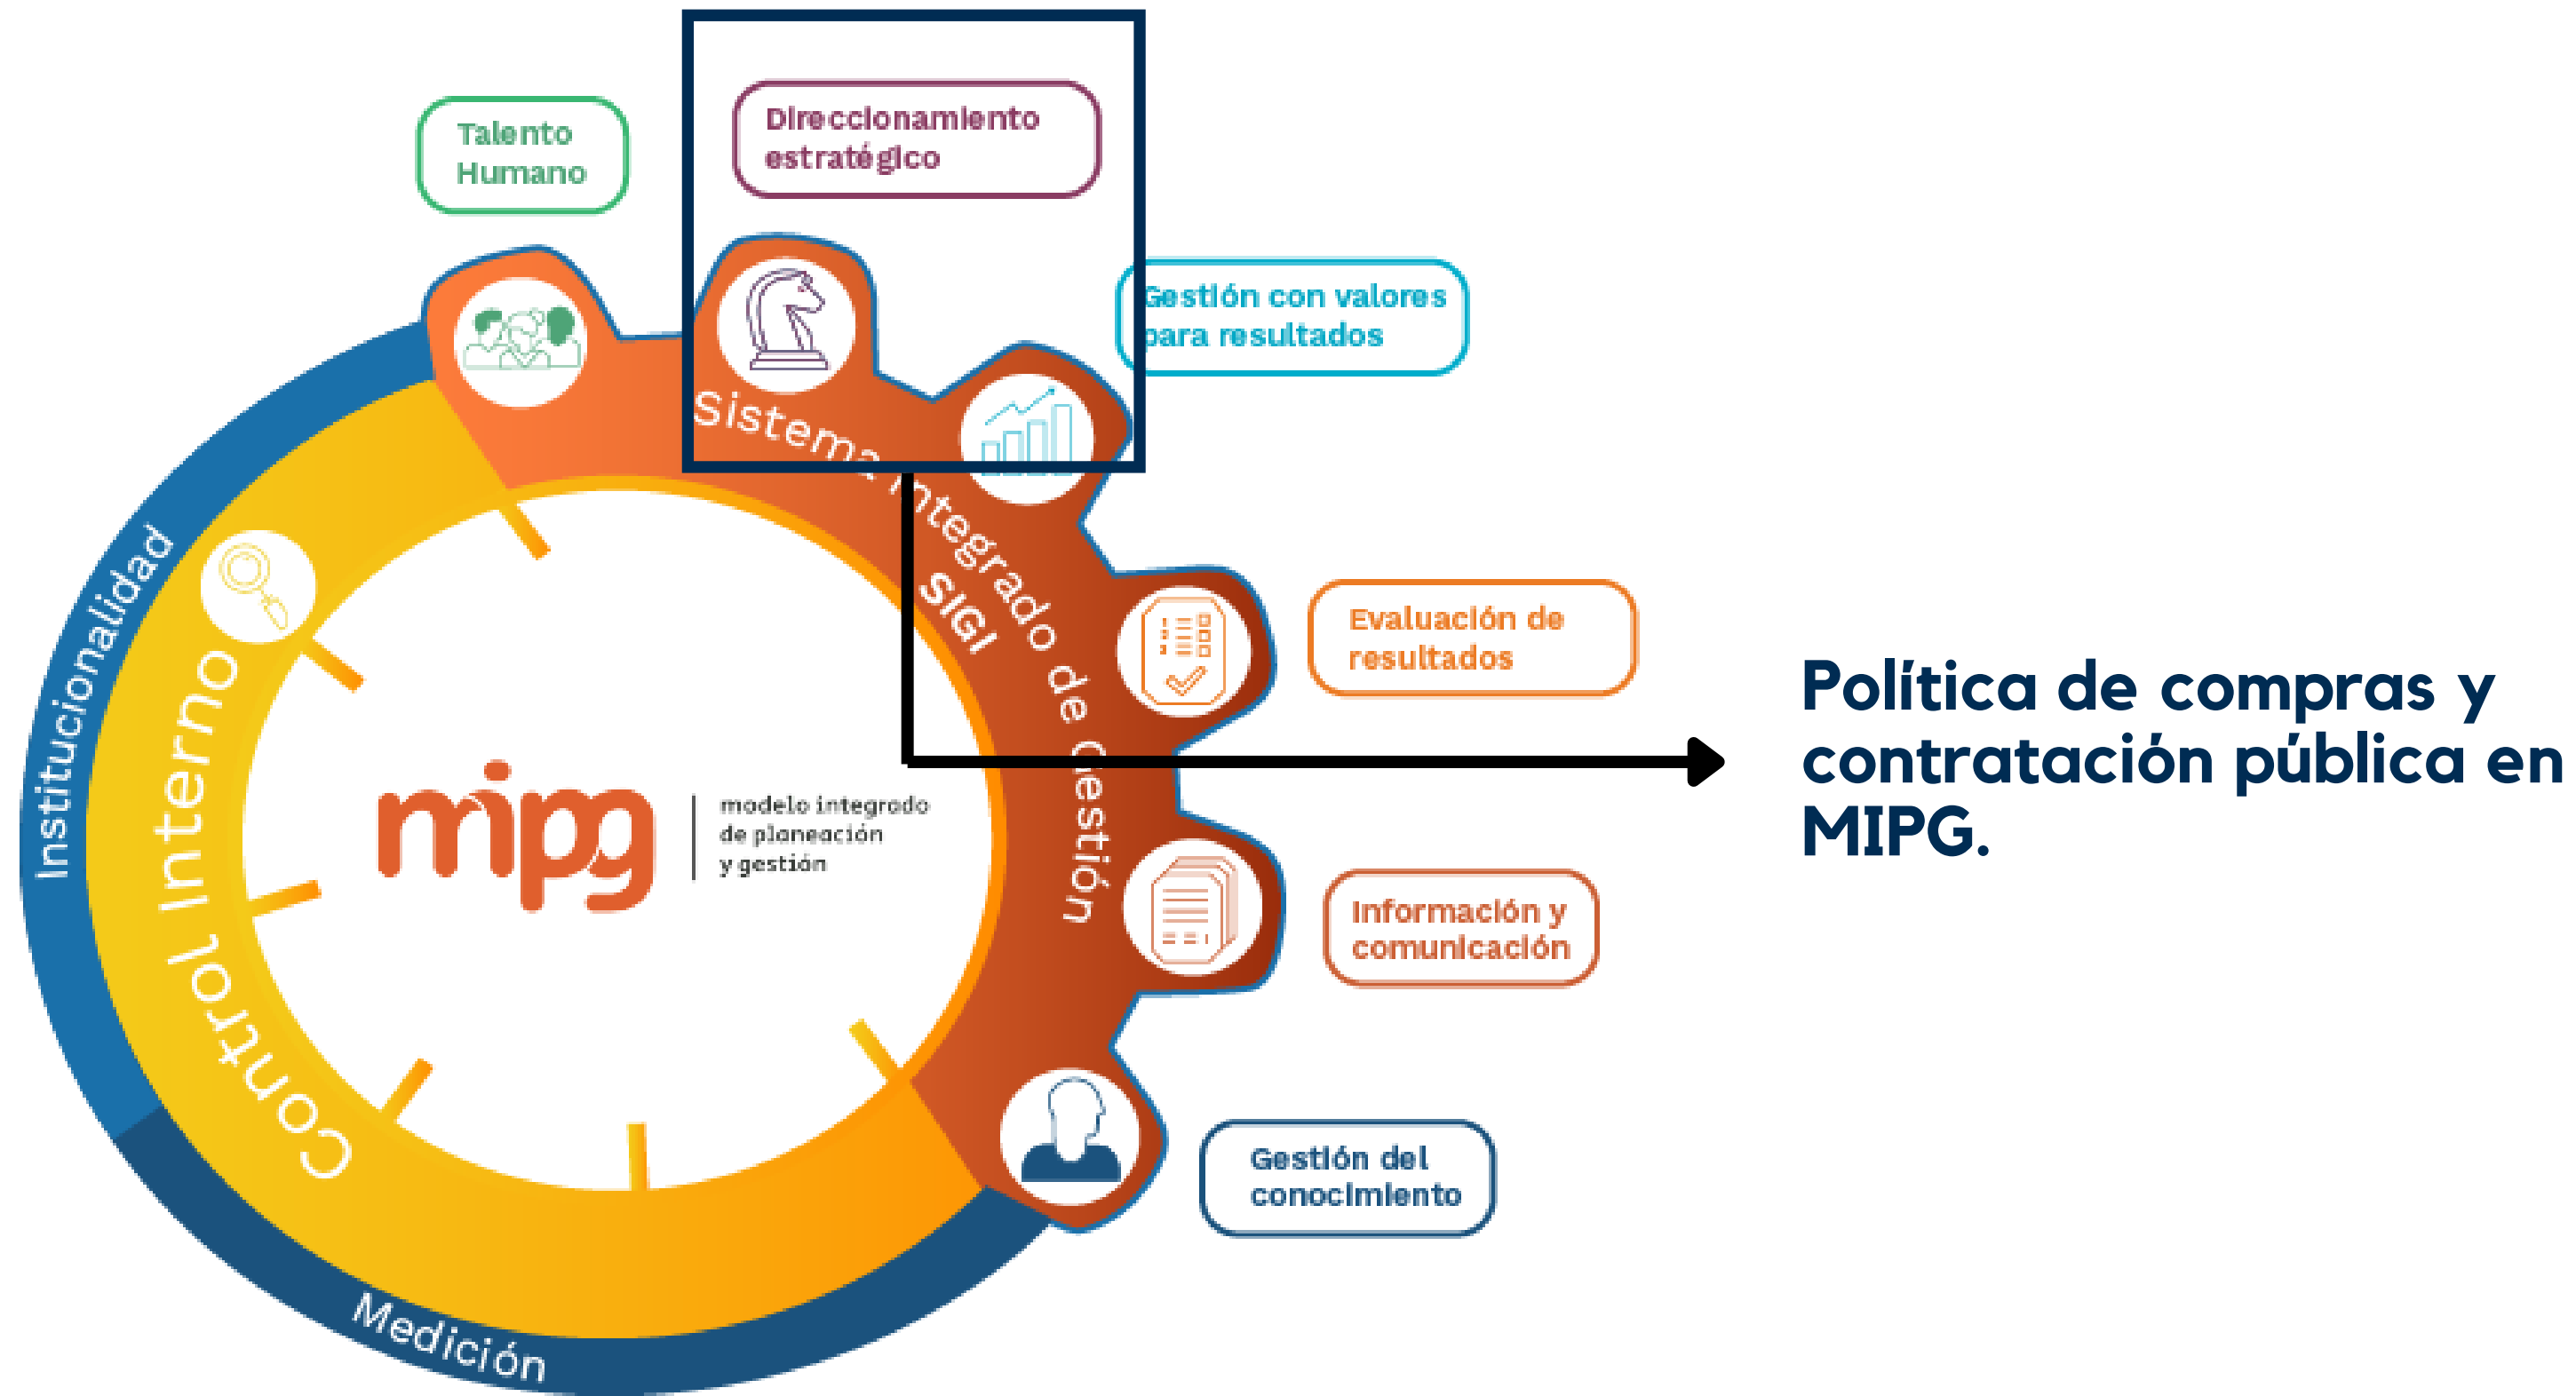 Talento
Humano
Direccionamiento
estratégico
Gestión con valores
para resultados
Sistema Integrado de Gestión
SIGI
Evaluación de
resultados
Política de compras y
contratación pública en
MIPG.
Institucionalidad
Control Interno
mipg
modelo integrado
de planeación
y gestión
Información y
comunicación
Gestión del
conocimiento
Medición